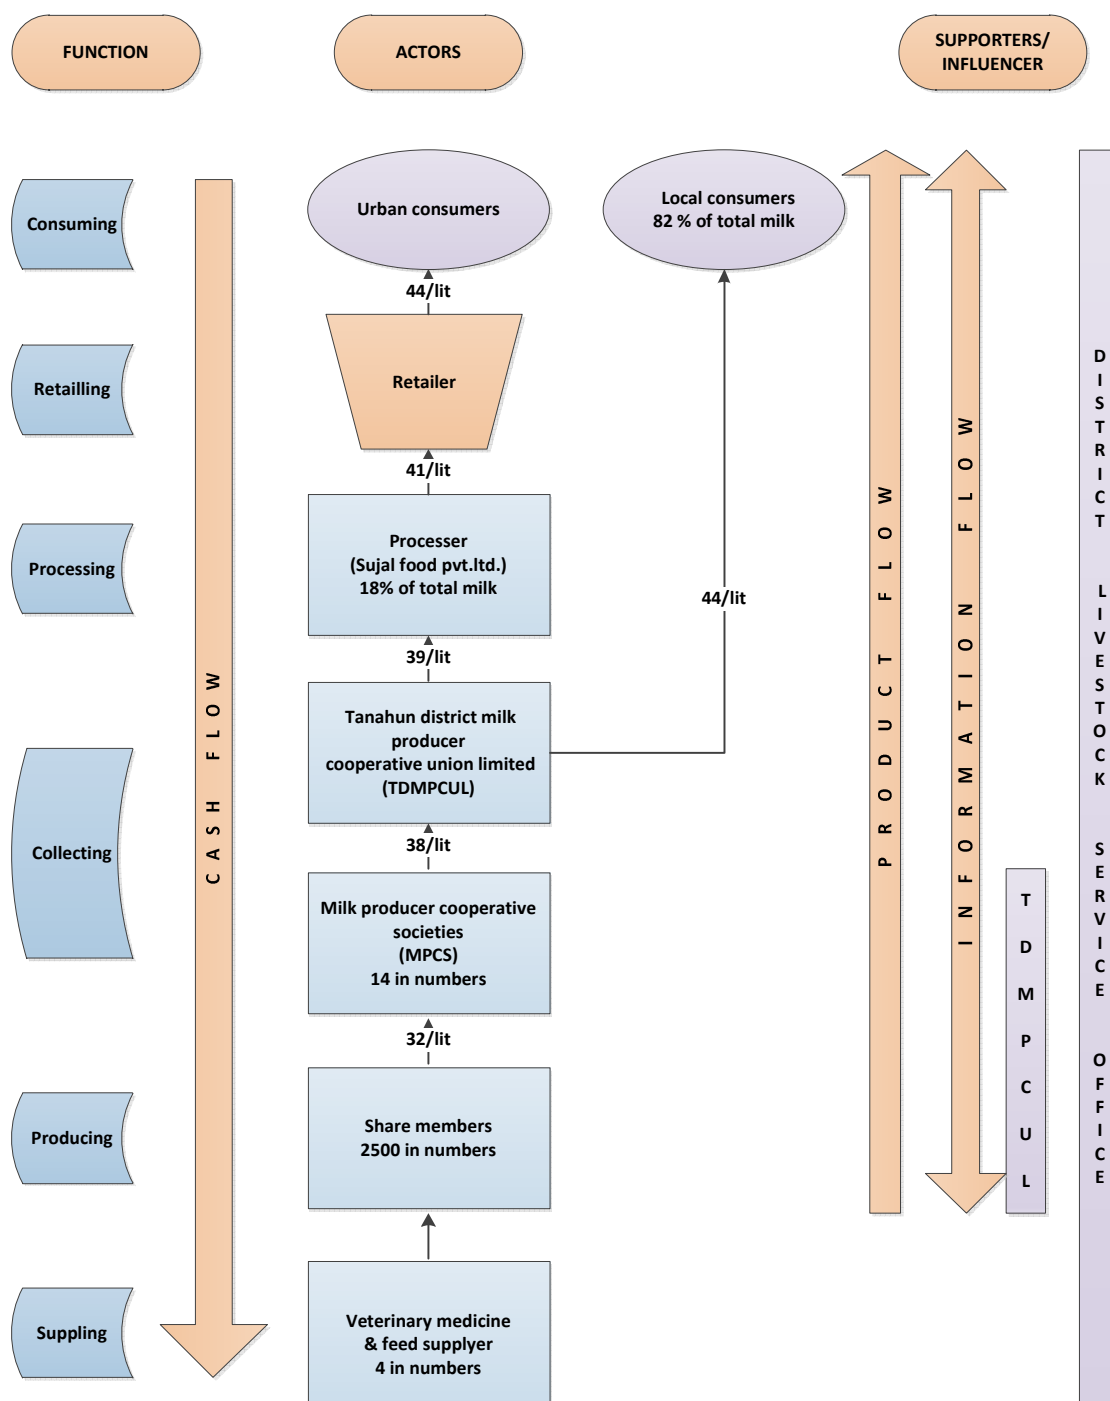 FUNCTION
ACTORS
SUPPORTERS/
INFLUENCER
Consuming
Urban consumers
Local consumers
82 % of total milk
44/lit
Retailling
Retailer
41/lit
Processing
Processer
(Sujal food pvt.ltd.)
18% of total milk
44/lit
39/lit
Collecting
Tanahun district milk
producer
cooperative union limited
(TDMPCUL)
38/lit
Milk producer cooperative
societies
(MPCS)
14 in numbers
32/lit
Producing
Share members
2500 in numbers
Suppling
Veterinary medicine
& feed supplyer
4 in numbers
CASH FLOW
PRODUCT FLOW
INFORMATION FLOW
TDMPCUL
DISTRICT LIVESTOCK SERVICE OFFICE